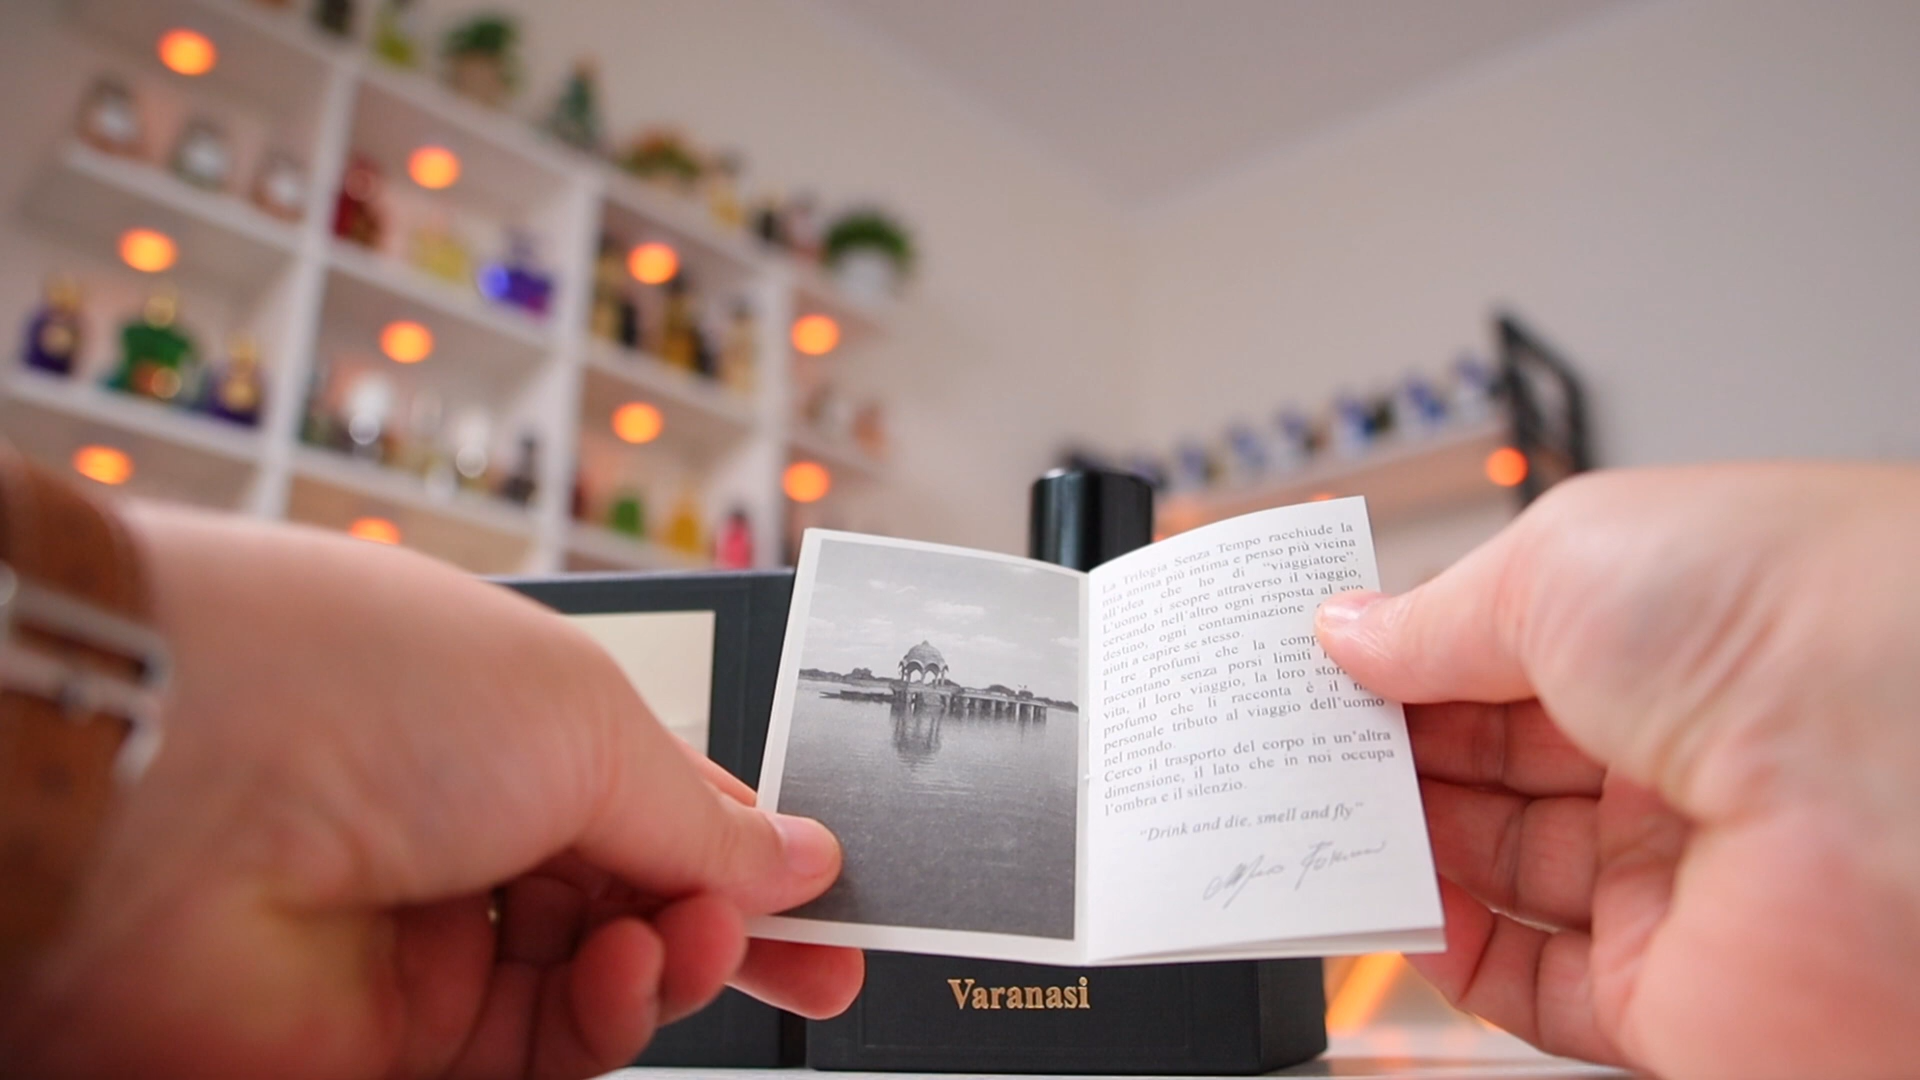 La Trilogia Senza Tempo racchiude la
mia anima più intima e penso più vicina
all'idea che ho di "viaggiatore".
L'uomo si scopre attraverso il viaggio,
cercando nell'altro ogni risposta al suo
destino, ogni contaminazione
aiuti a capire se stesso.
I tre profumi che la
raccontano senza porsi limiti
vita, il loro viaggio, la loro
profumo che li racconta è il
personale tributo al viaggio dell'uomo
nel mondo.
Cerco il trasporto del corpo in un'altra
dimensione, il lato che in noi occupa
l'ombra e il silenzio.
"Drink and die, smell and fly"
Varanasi